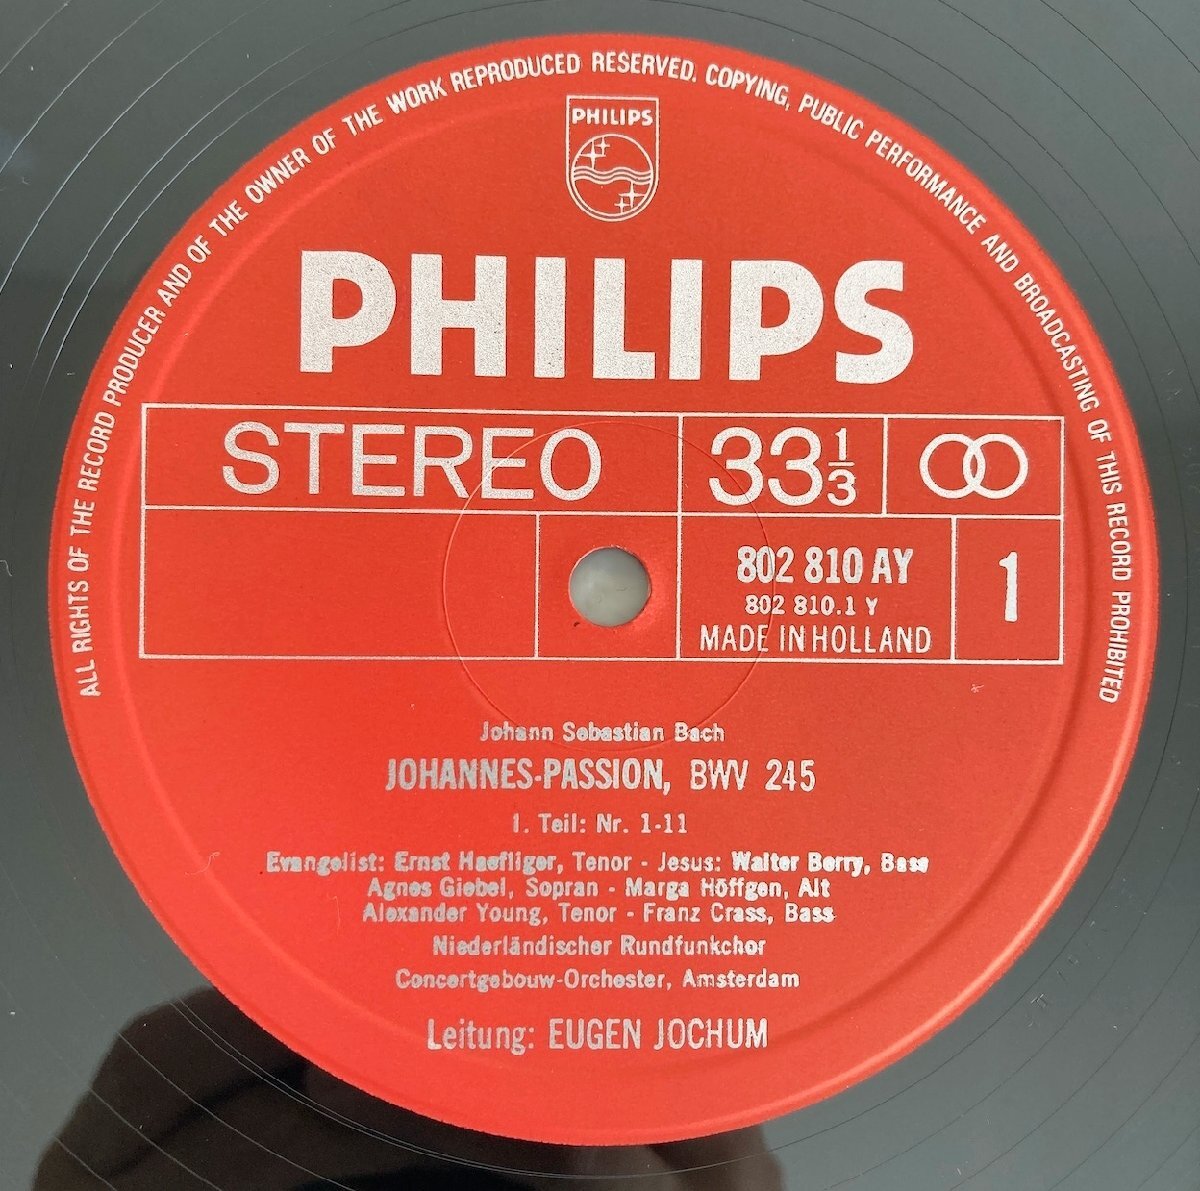 ALL RIGHTS OF THE RECORD PRODUCER AND OF THE OWNER OF THE WORK REPRODUCED RESERVED. COPYING, PUBLIC PERFORMANCE AND BROADCASTING OF THIS RECORD PROHIBITED
PHILIPS
PHILIPS
STEREO 33 1/3
802 810 AY 1
802 810.1 Y
MADE IN HOLLAND
Johann Sebastian Bach
JOHANNES-PASSION, BWV 245
I. Teil: Nr. 1-11
Evangelist: Ernst Haefliger, Tenor - Jesus: Walter Berry, Bass
Agnes Giebel, Sopran - Marga Höffgen, Alt
Alexander Young, Tenor - Franz Crass, Bass
Niederländischer Rundfunkchor
Concertgebouw-Orchester, Amsterdam
Leitung: EUGEN JOCHUM